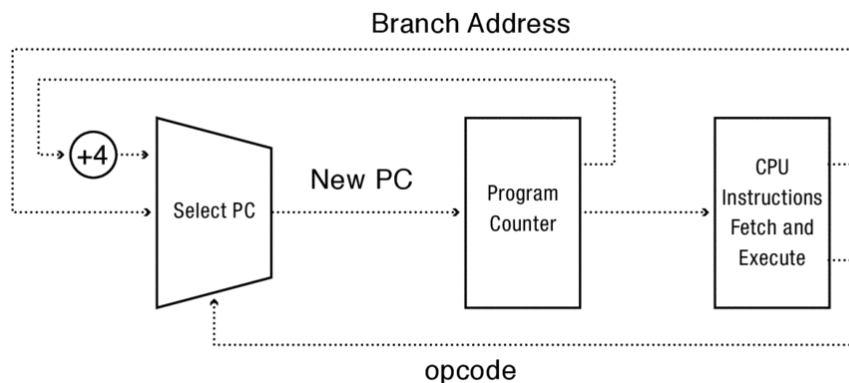 Branch Address
+4
Select PC
New PC
Program
Counter
CPU
Instructions
Fetch and
Execute
opcode